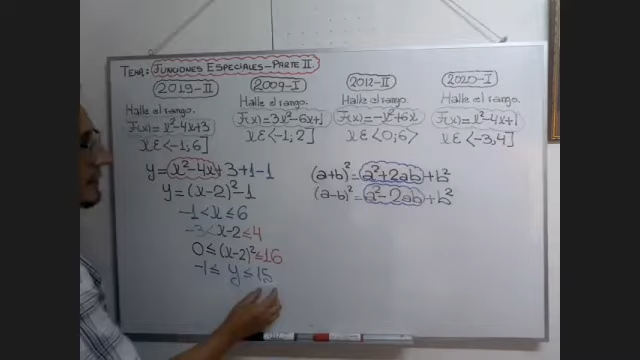 TEMA: FUNCIONES ESPECIALES-PARTE II
2019-II
Halle el rango.
F(x)=x²-4x+3
x∈<-1,6]
2009-I
Halle el rango.
F(x)=3x²-6x+1
x∈<-1;2]
2012-II
Halle el rango.
F(x)=-x²+6x
x∈<0;6>
2020-I
Halle el rango.
F(x)=x²-4x+1
x∈<-3,4]
y=x²-4x+3+1-1
y=(x-2)²-1
-1<x≤6
-3<x-2≤4
0≤(x-2)²≤16
-1≤ y ≤15
(a+b)²=a²+2ab+b²
(a-b)²=a²-2ab+b²